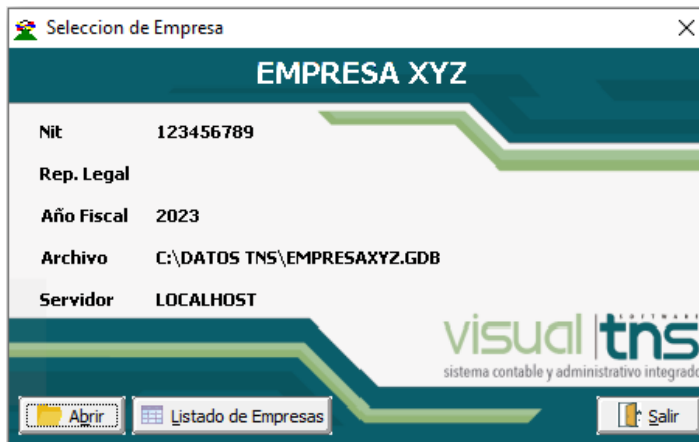 Seleccion de Empresa
EMPRESA XYZ
Nit 123456789
Rep. Legal
Año Fiscal 2023
Archivo C:\DATOS TNS\EMPRESAXYZ.GDB
Servidor LOCALHOST
SOFTWARE
visual tns
sistema contable y administrativo integrado
Abrir Listado de Empresas Salir